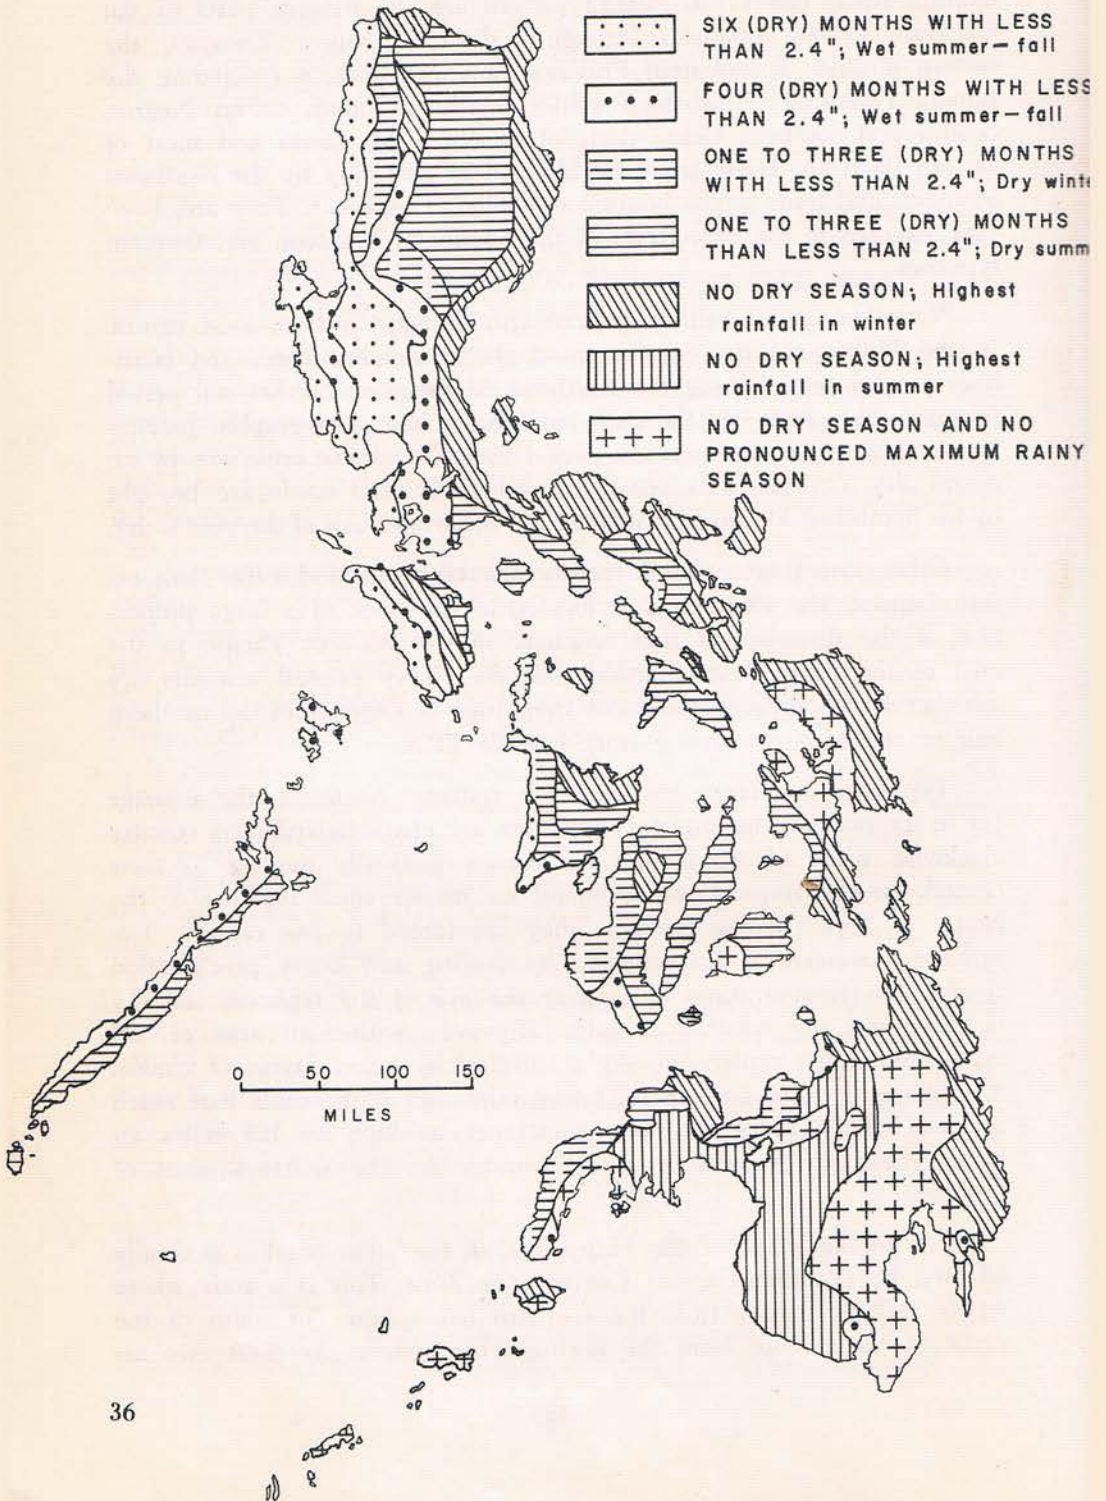 SIX (DRY) MONTHS WITH LESS
THAN 2.4"; Wet summer—fall
FOUR (DRY) MONTHS WITH LESS
THAN 2.4"; Wet summer—fall
ONE TO THREE (DRY) MONTHS
WITH LESS THAN 2.4"; Dry winte
ONE TO THREE (DRY) MONTHS
THAN LESS THAN 2.4"; Dry summ
NO DRY SEASON; Highest
rainfall in winter
NO DRY SEASON; Highest
rainfall in summer
NO DRY SEASON AND NO
PRONOUNCED MAXIMUM RAINY
SEASON
0 50 100 150
MILES
36